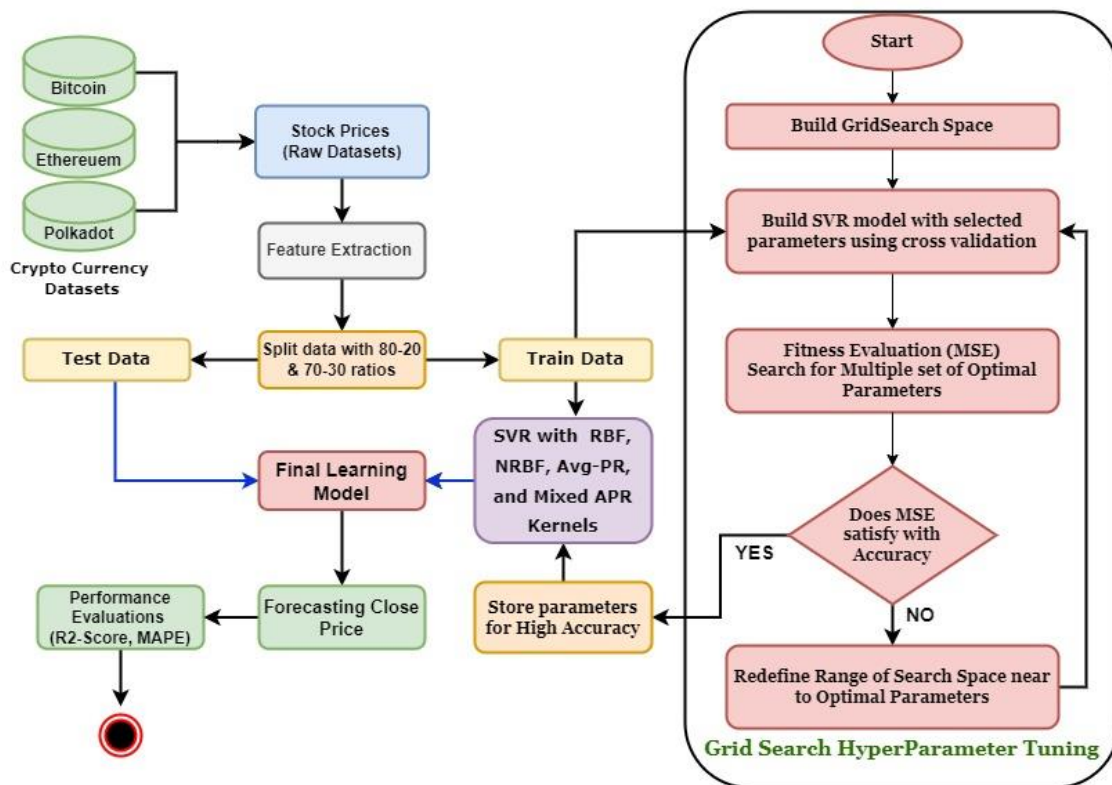 Bitcoin
Ethereuem
Polkadot
Crypto Currency
Datasets
Stock Prices
(Raw Datasets)
Feature Extraction
Split data with 80-20
& 70-30 ratios
Test Data
Train Data
SVR with RBF,
NRBF, Avg-PR,
and Mixed APR
Kernels
Final Learning
Model
Forecasting Close
Price
Performance
Evaluations
(R2-Score, MAPE)
Store parameters
for High Accuracy
Start
Build GridSearch Space
Build SVR model with selected
parameters using cross validation
Fitness Evaluation (MSE)
Search for Multiple set of Optimal
Parameters
Does MSE
satisfy with
Accuracy
YES
NO
Redefine Range of Search Space near
to Optimal Parameters
Grid Search HyperParameter Tuning